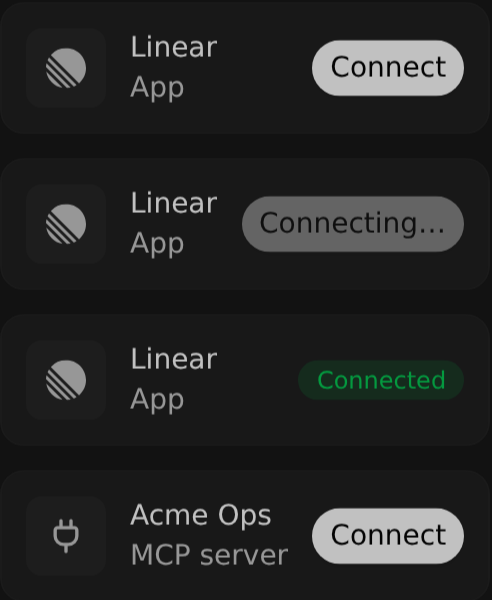 Linear
App
Connect
Linear
App
Connecting...
Linear
App
Connected
Acme Ops
MCP server
Connect